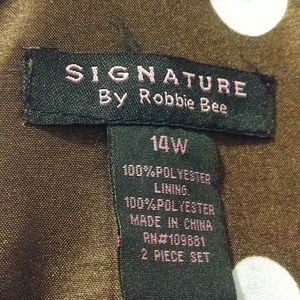 SIGNATURE
By Robbie Bee
14W
100%POLYESTER
LINING
100%POLYESTER
MADE IN CHINA
RN#109881
2 PIECE SET